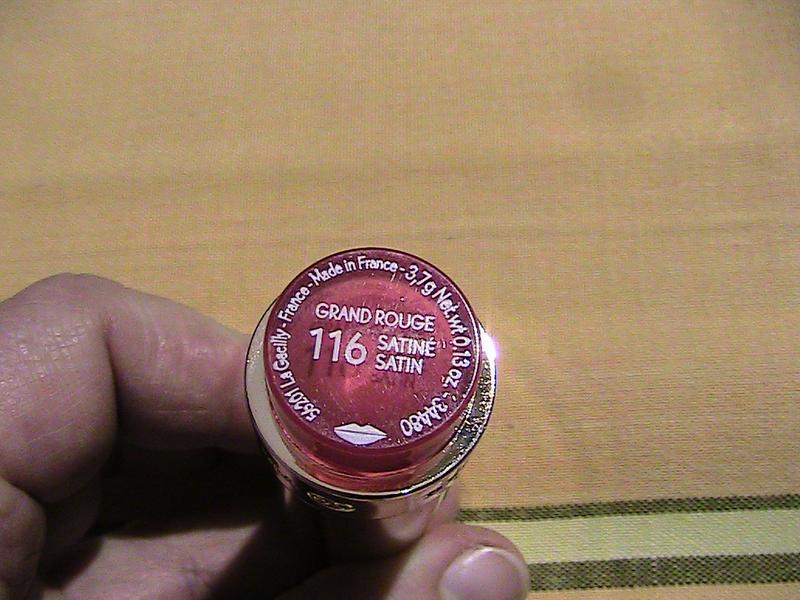 56201 La Gacilly - France - Made in France - 3,7 g Net.wt 0.13 oz - 3AA80
GRAND ROUGE
116 SATINÉ
SATIN